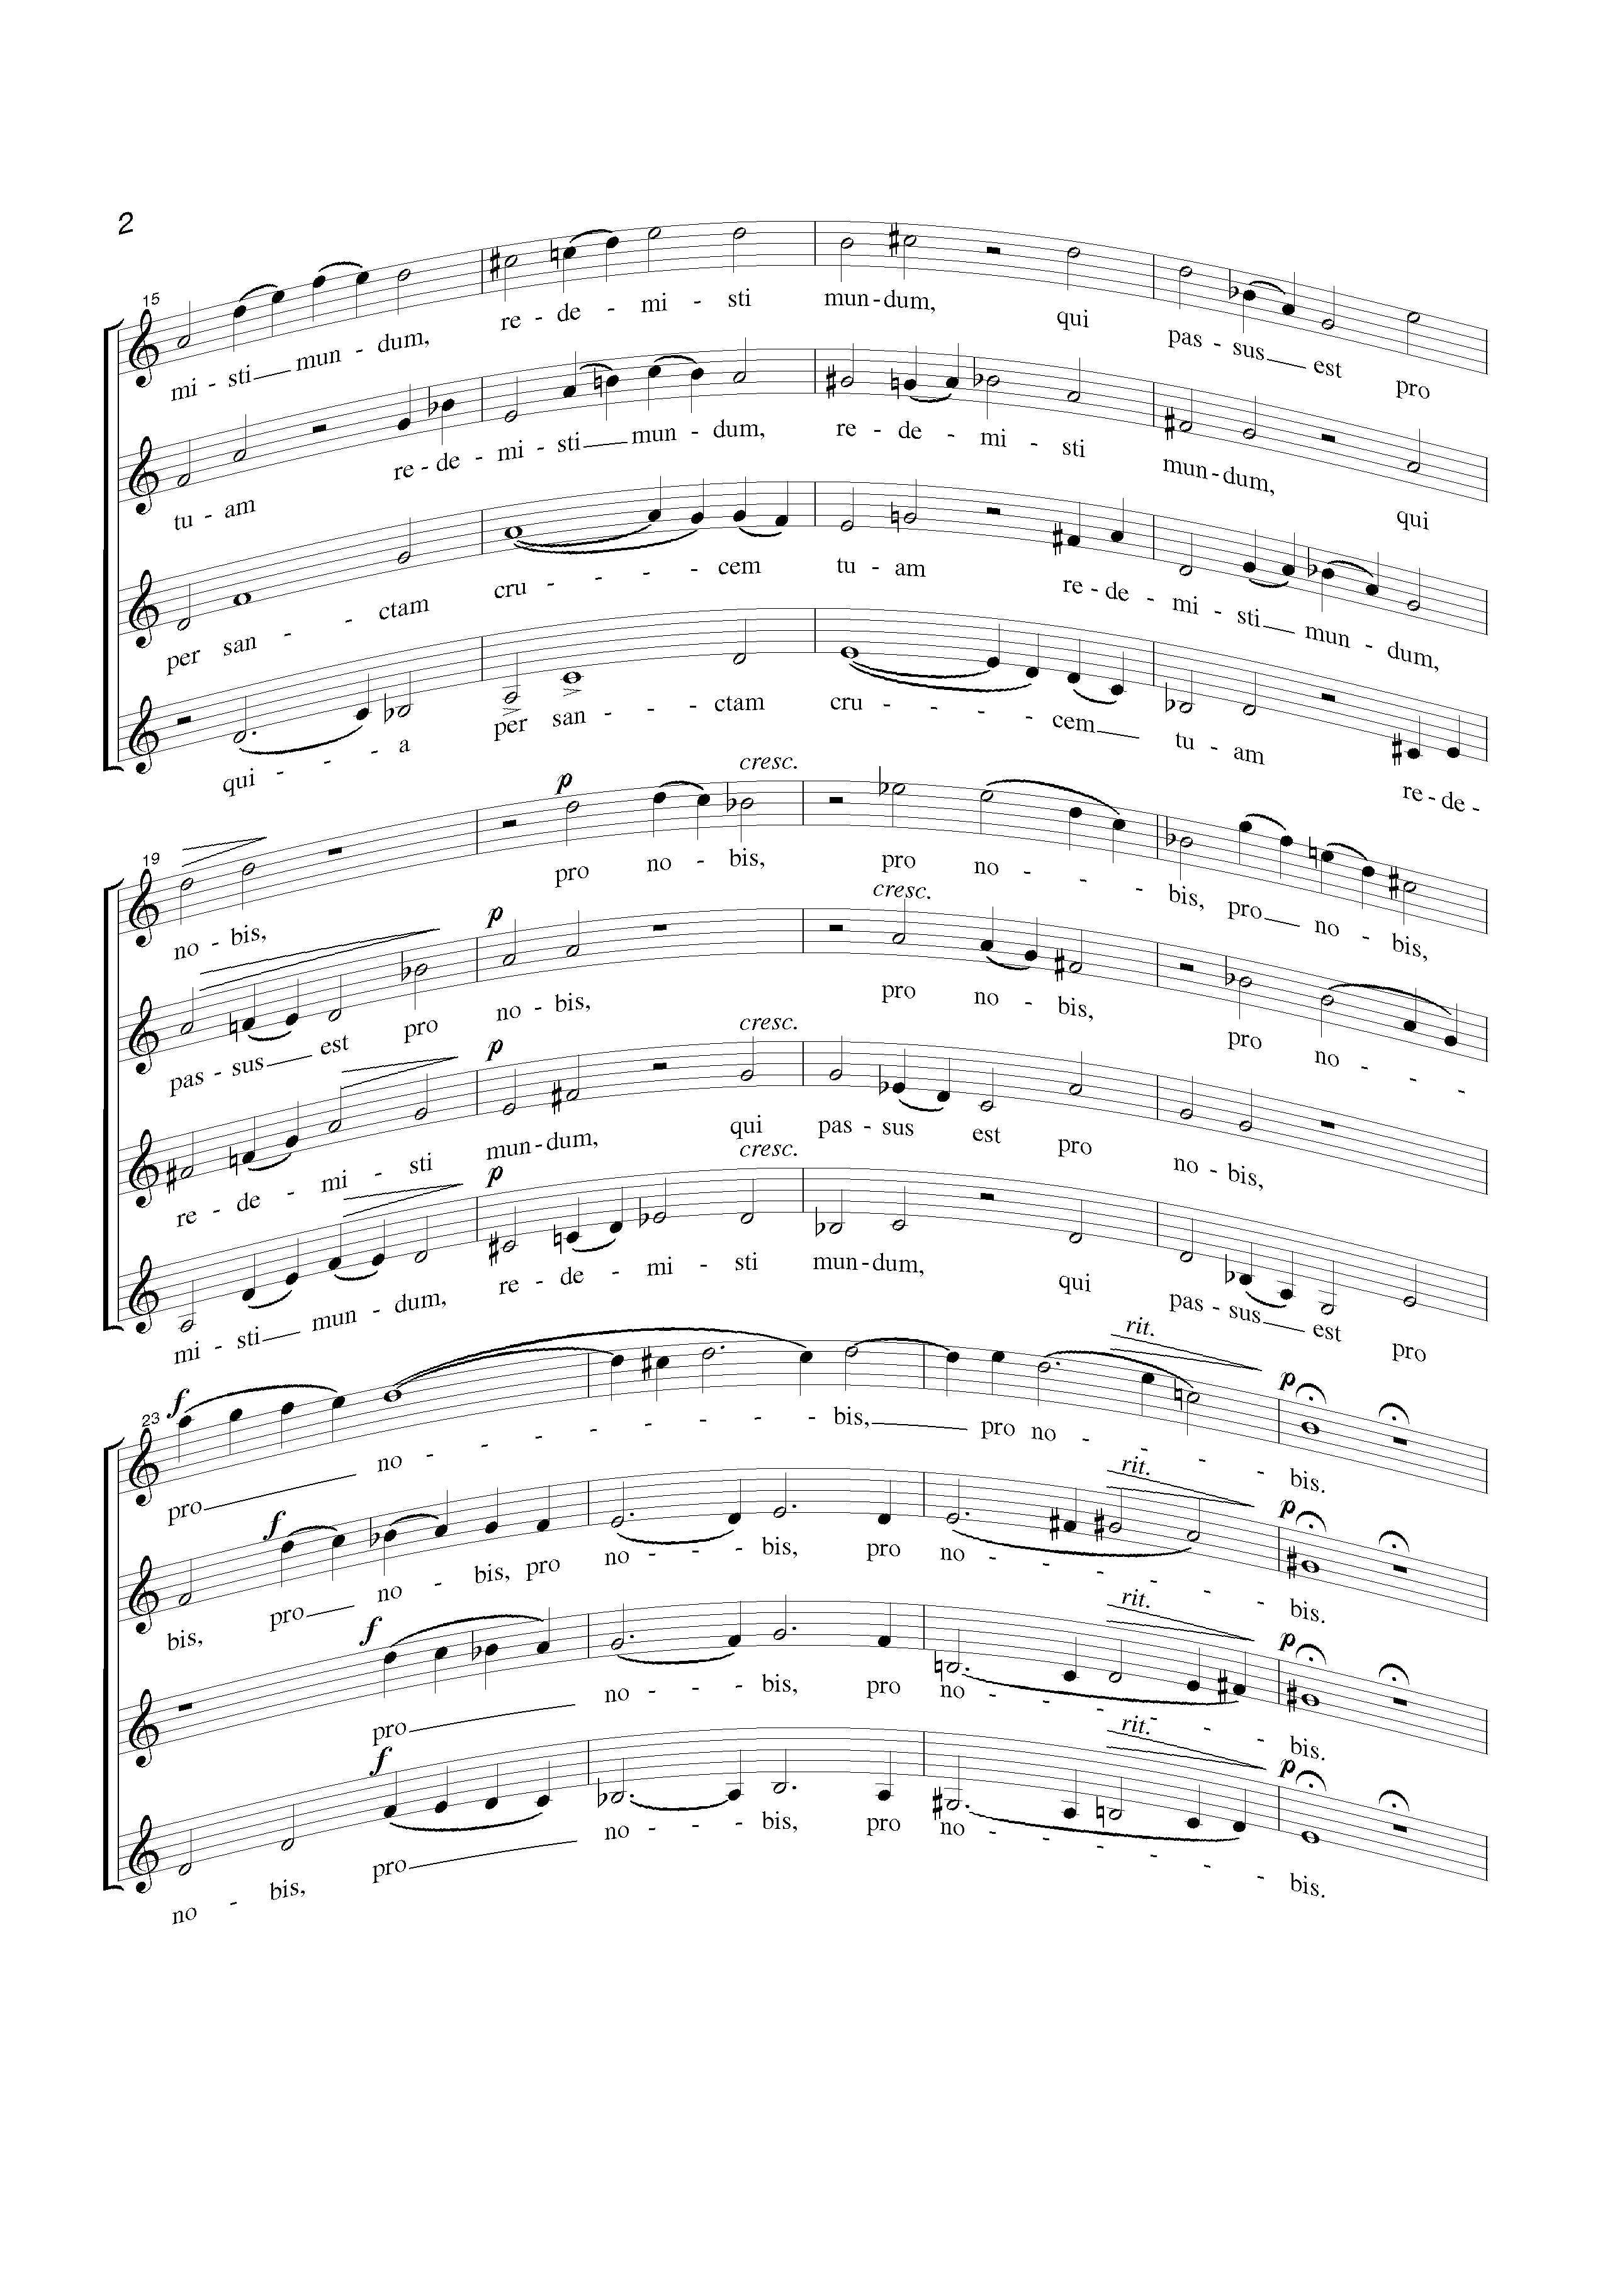 2
15
mi - sti mun - dum, re - de - mi - sti mun - dum, qui pas - sus est pro
tu - am re - de - mi - sti mun - dum, re - de - mi - sti mun - dum, qui
per san - - ctam cru - - - - cem tu - am re - de - mi - sti mun - dum,
qui - - - a per san - - - ctam cru - - - - cem tu - am re - de -
19
p cresc.
no - bis, pro no - bis, pro no - - - bis, pro no - bis,
p cresc.
pas - sus est pro no - bis, pro no - bis, pro no - - -
p cresc.
re - de - mi - sti mun - dum, qui pas - sus est pro no - bis,
p cresc.
mi - sti mun - dum, re - de - mi - sti mun - dum, qui pas - sus est pro
23
f rit. p
pro no - - - - - - - - bis, pro no - - - - bis.
f rit. p
bis, pro no - bis, pro no - - - bis, pro no - - - - - - - bis.
f rit. p
pro no - - - bis, pro no - - - - - - - bis.
f rit. p
no - bis, pro no - - - bis, pro no - - - - - - - bis.